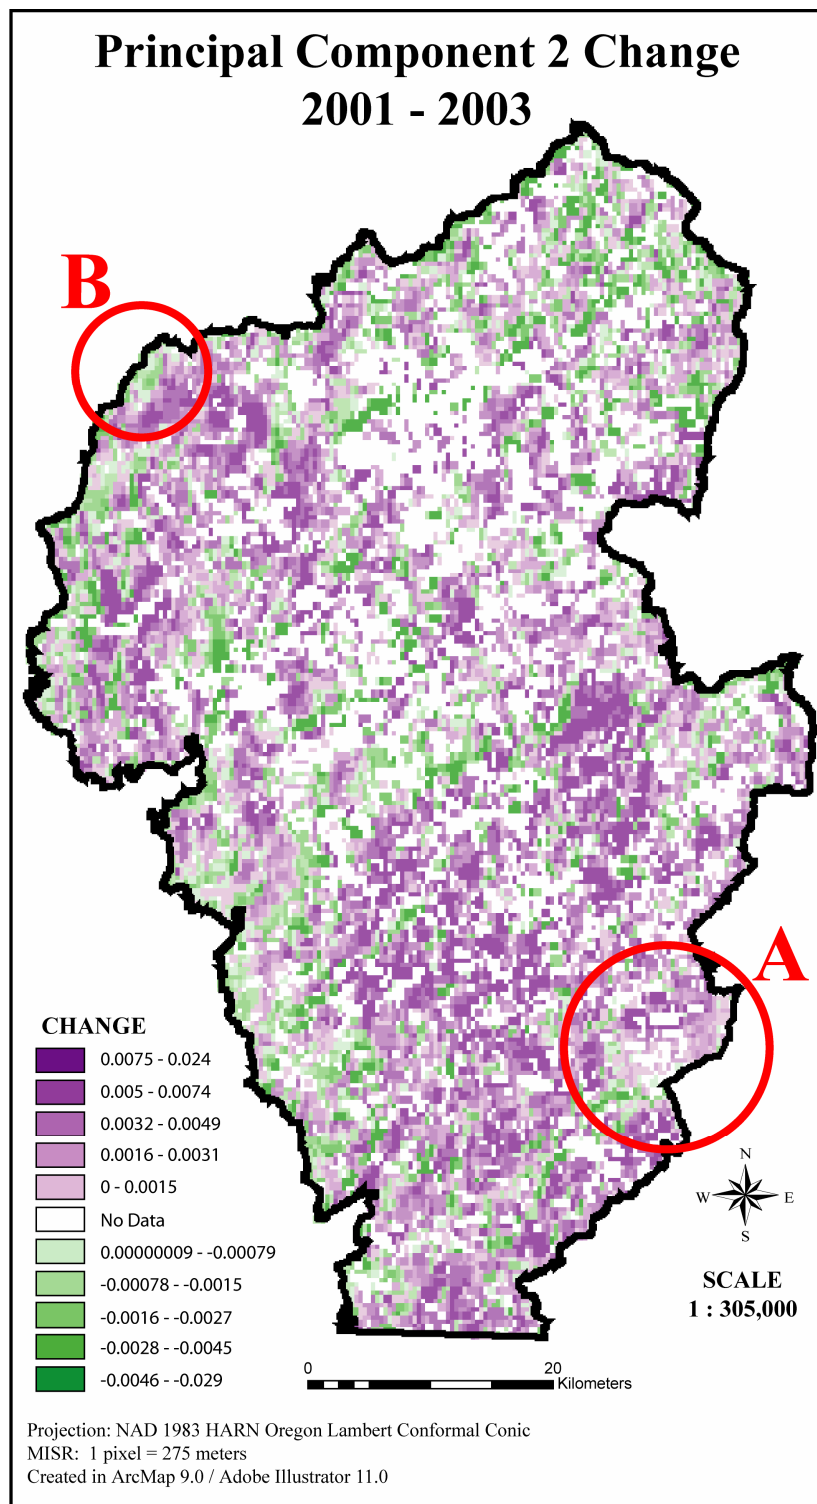 Principal Component 2 Change
2001 - 2003
B
A
CHANGE
0.0075 - 0.024
0.005 - 0.0074
0.0032 - 0.0049
0.0016 - 0.0031
0 - 0.0015
No Data
0.00000009 - -0.00079
-0.00078 - -0.0015
-0.0016 - -0.0027
-0.0028 - -0.0045
-0.0046 - -0.029
N
W E
S
SCALE
1 : 305,000
0 20
Kilometers
Projection: NAD 1983 HARN Oregon Lambert Conformal Conic
MISR: 1 pixel = 275 meters
Created in ArcMap 9.0 / Adobe Illustrator 11.0